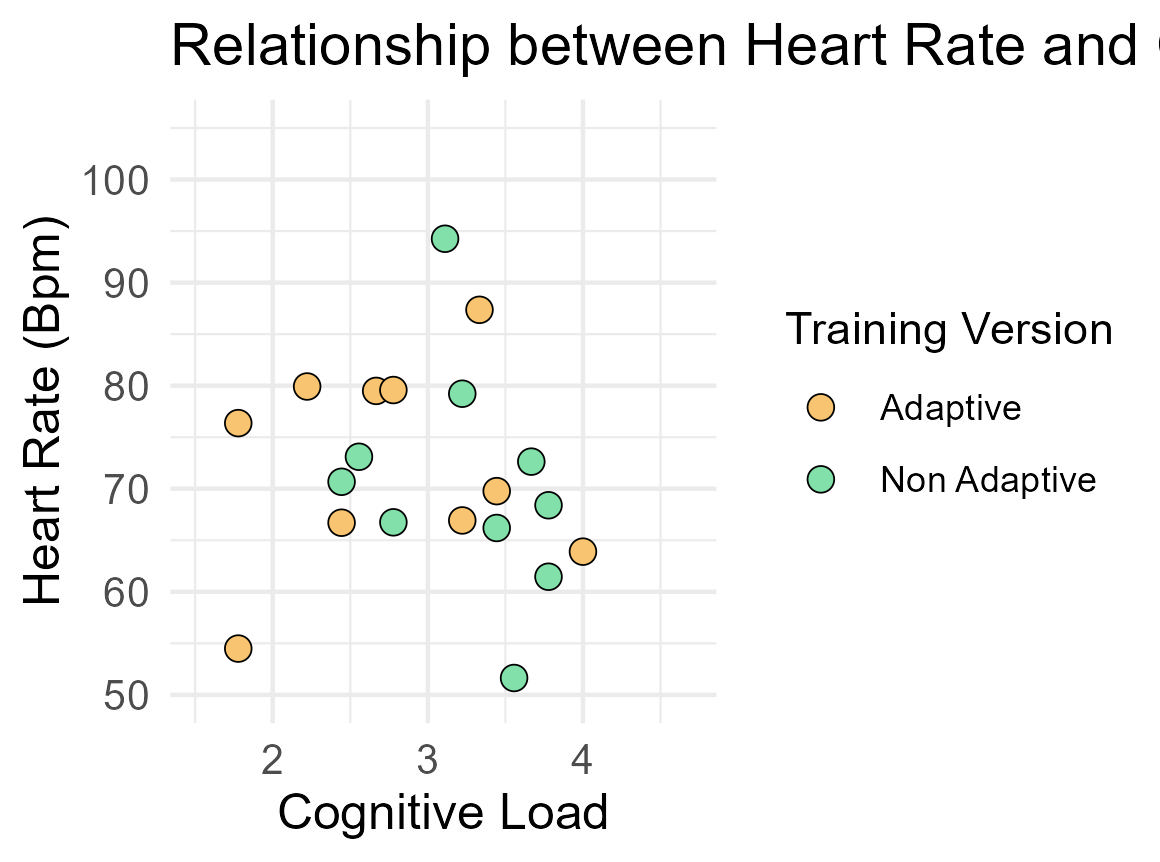 Relationship between Heart Rate and
100
90
80
70
60
50
Heart Rate (Bpm)
2 3 4
Cognitive Load
Training Version
Adaptive
Non Adaptive